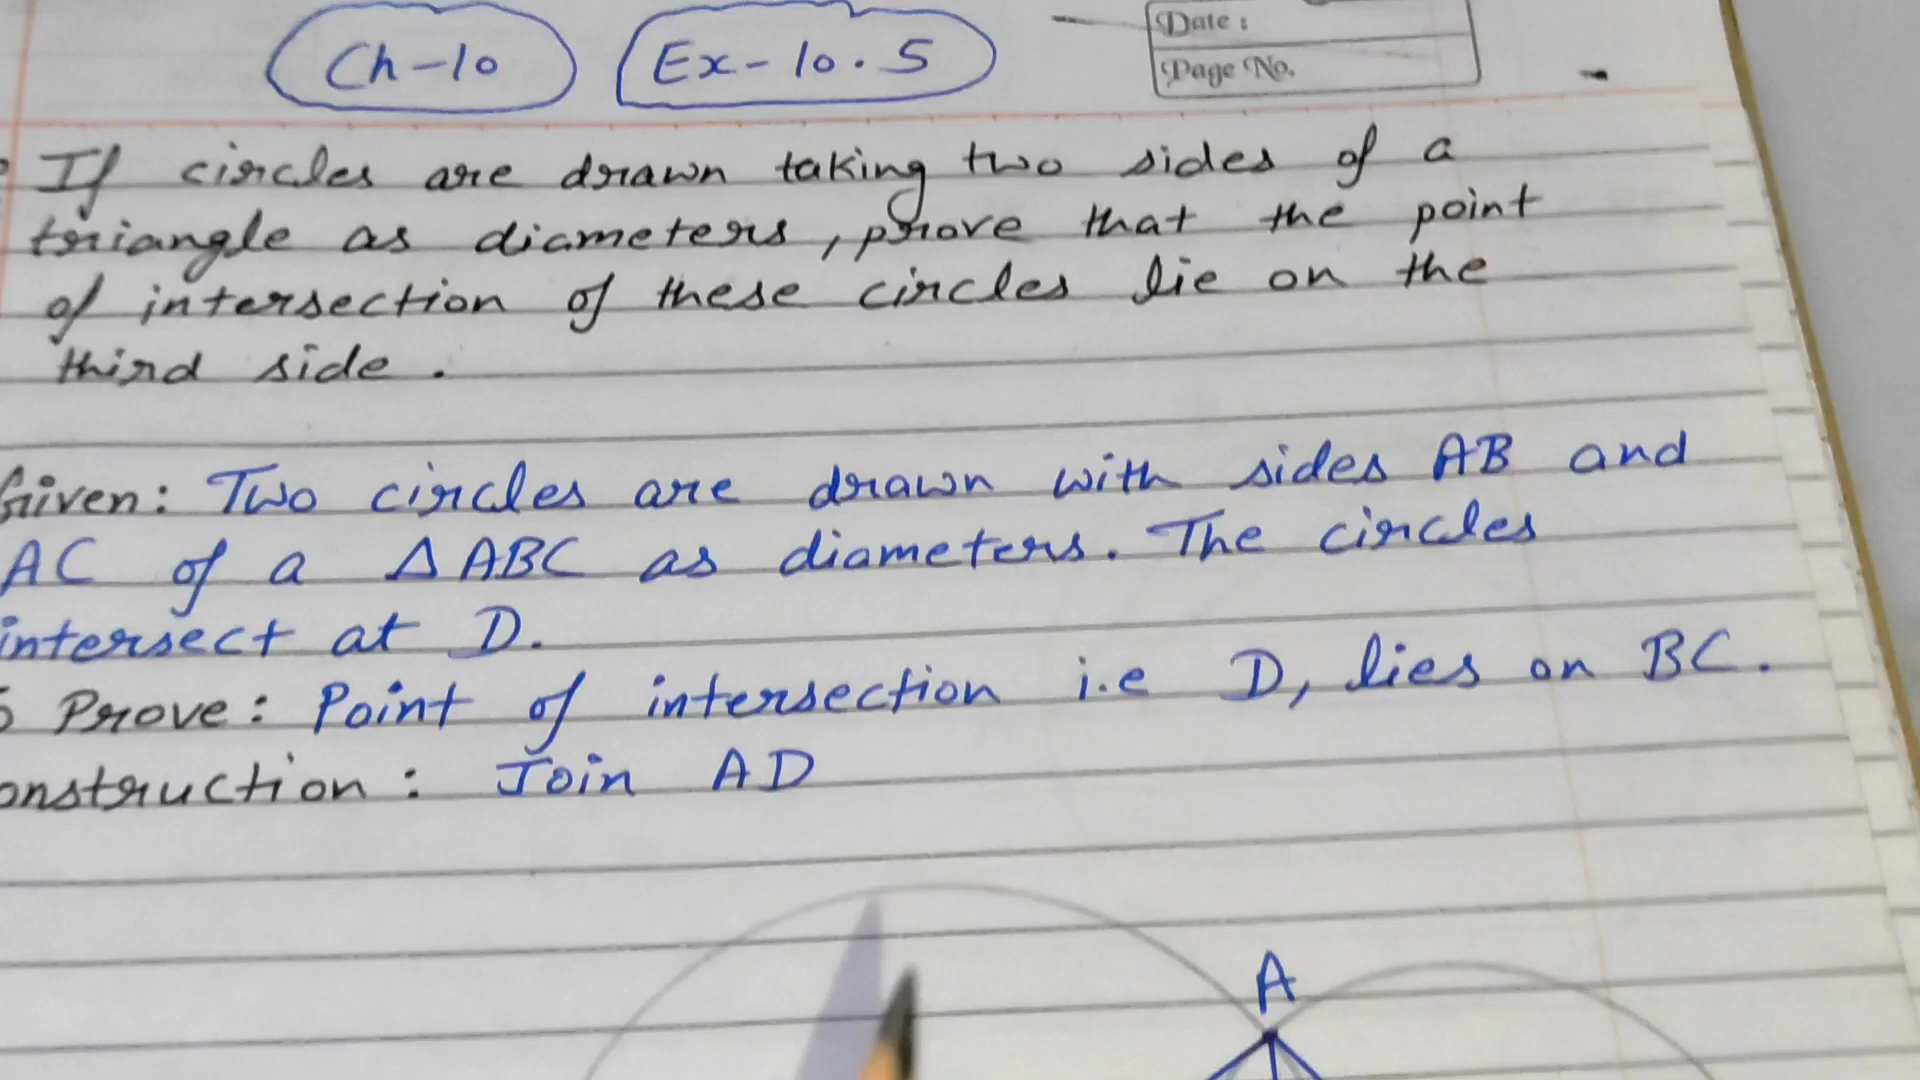 Ch-10 Ex-10.5
Date :
Page No.
If circles are drawn taking two sides of a
triangle as diameters, prove that the point
of intersection of these circles lie on the
third side.
Given: Two circles are drawn with sides AB and
AC of a △ABC as diameters. The circles
intersect at D.
Prove: Point of intersection i.e D, lies on BC.
onstruction: Join AD
A